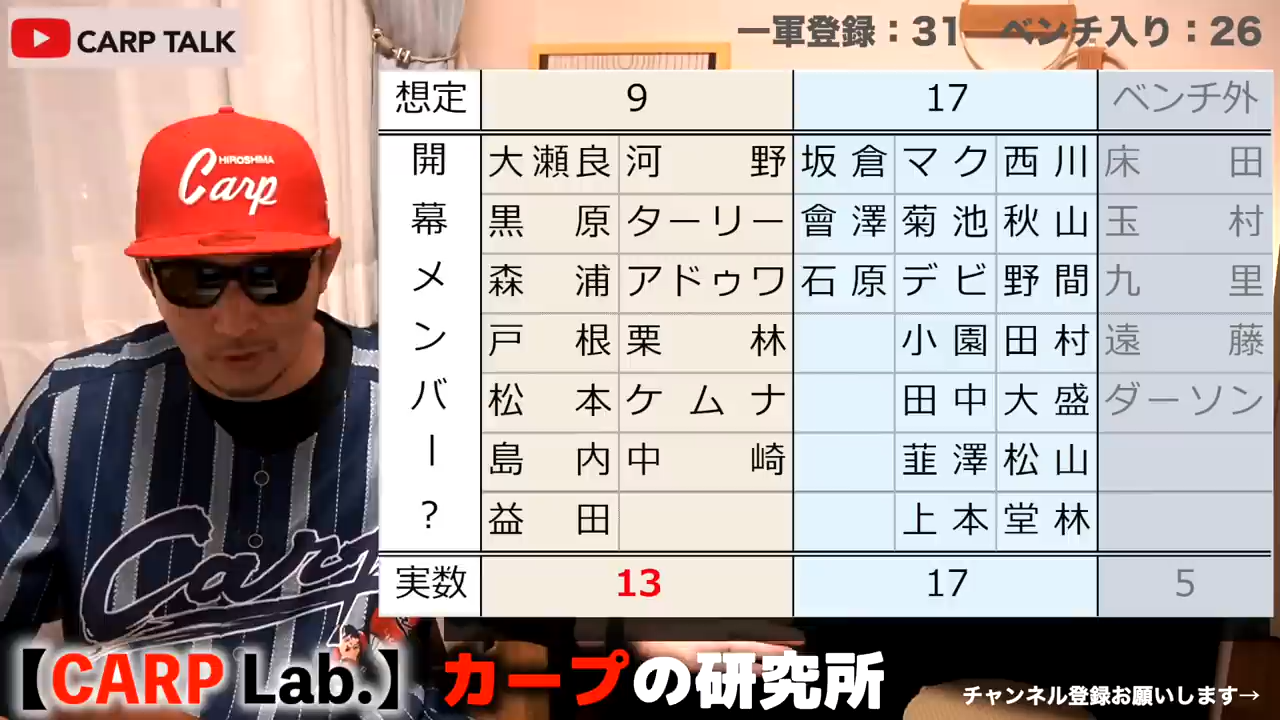 CARP TALK
一軍登録：31 ベンチ入り：26
想定 9 17 ベンチ外
開 大瀬良 河野 坂倉 マク 西川 床田
幕 黒原 ターリー 會澤 菊池 秋山 玉村
メ 森浦 アドゥワ 石原 デビ 野間 九里
ン 戸根 栗林 小園 田村 遠藤
バ 松本 ケムナ 田中 大盛 ダーソン
ー 島内 中崎 韮澤 松山
？ 益田 上本 堂林
実数 13 17 5
HIROSHIMA
Carp
Carp
【CARP Lab.】 カープの研究所
チャンネル登録お願いします→